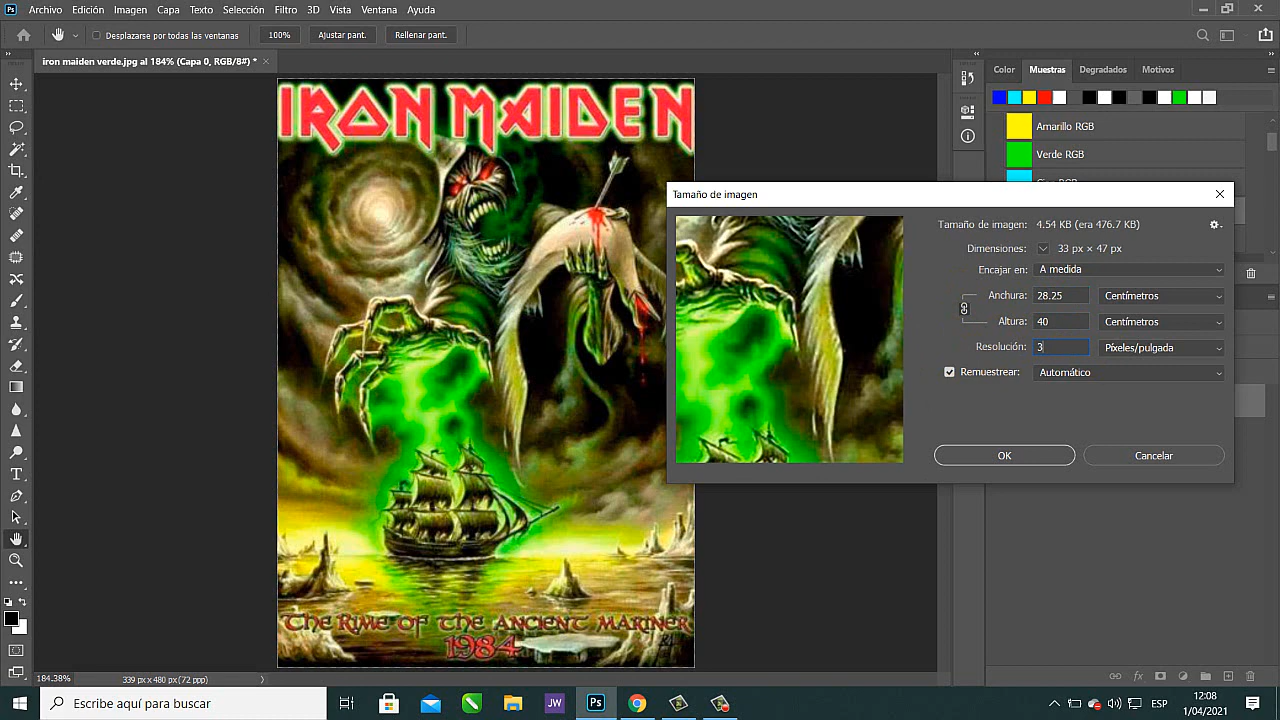 Ps Archivo Edición Imagen Capa Texto Selección Filtro 3D Vista Ventana Ayuda
Desplazarse por todas las ventanas 100% Ajustar pant. Rellenar pant.
iron maiden verde.jpg al 184% (Capa 0, RGB/8#) *
Color Muestras Degradados Motivos
Amarillo RGB
Verde RGB
IRON MAIDEN
Tamaño de imagen
Tamaño de imagen: 4.54 KB (era 476.7 KB)
Dimensiones: 33 px × 47 px
Encajar en: A medida
Anchura: 28.25 Centímetros
Altura: 40 Centímetros
Resolución: 3 Píxeles/pulgada
Remuestrear: Automático
OK Cancelar
The Rime of the Ancient Mariner
1984
184.38% 339 px x 480 px (72 ppp)
fx
Escribe aquí para buscar
JW
Ps
ESP
12:08
1/04/2021